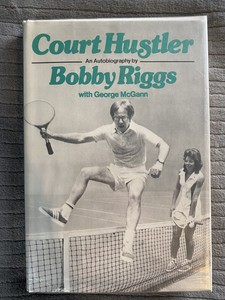 Court Hustler
An Autobiography by
Bobby Riggs
with George McGann